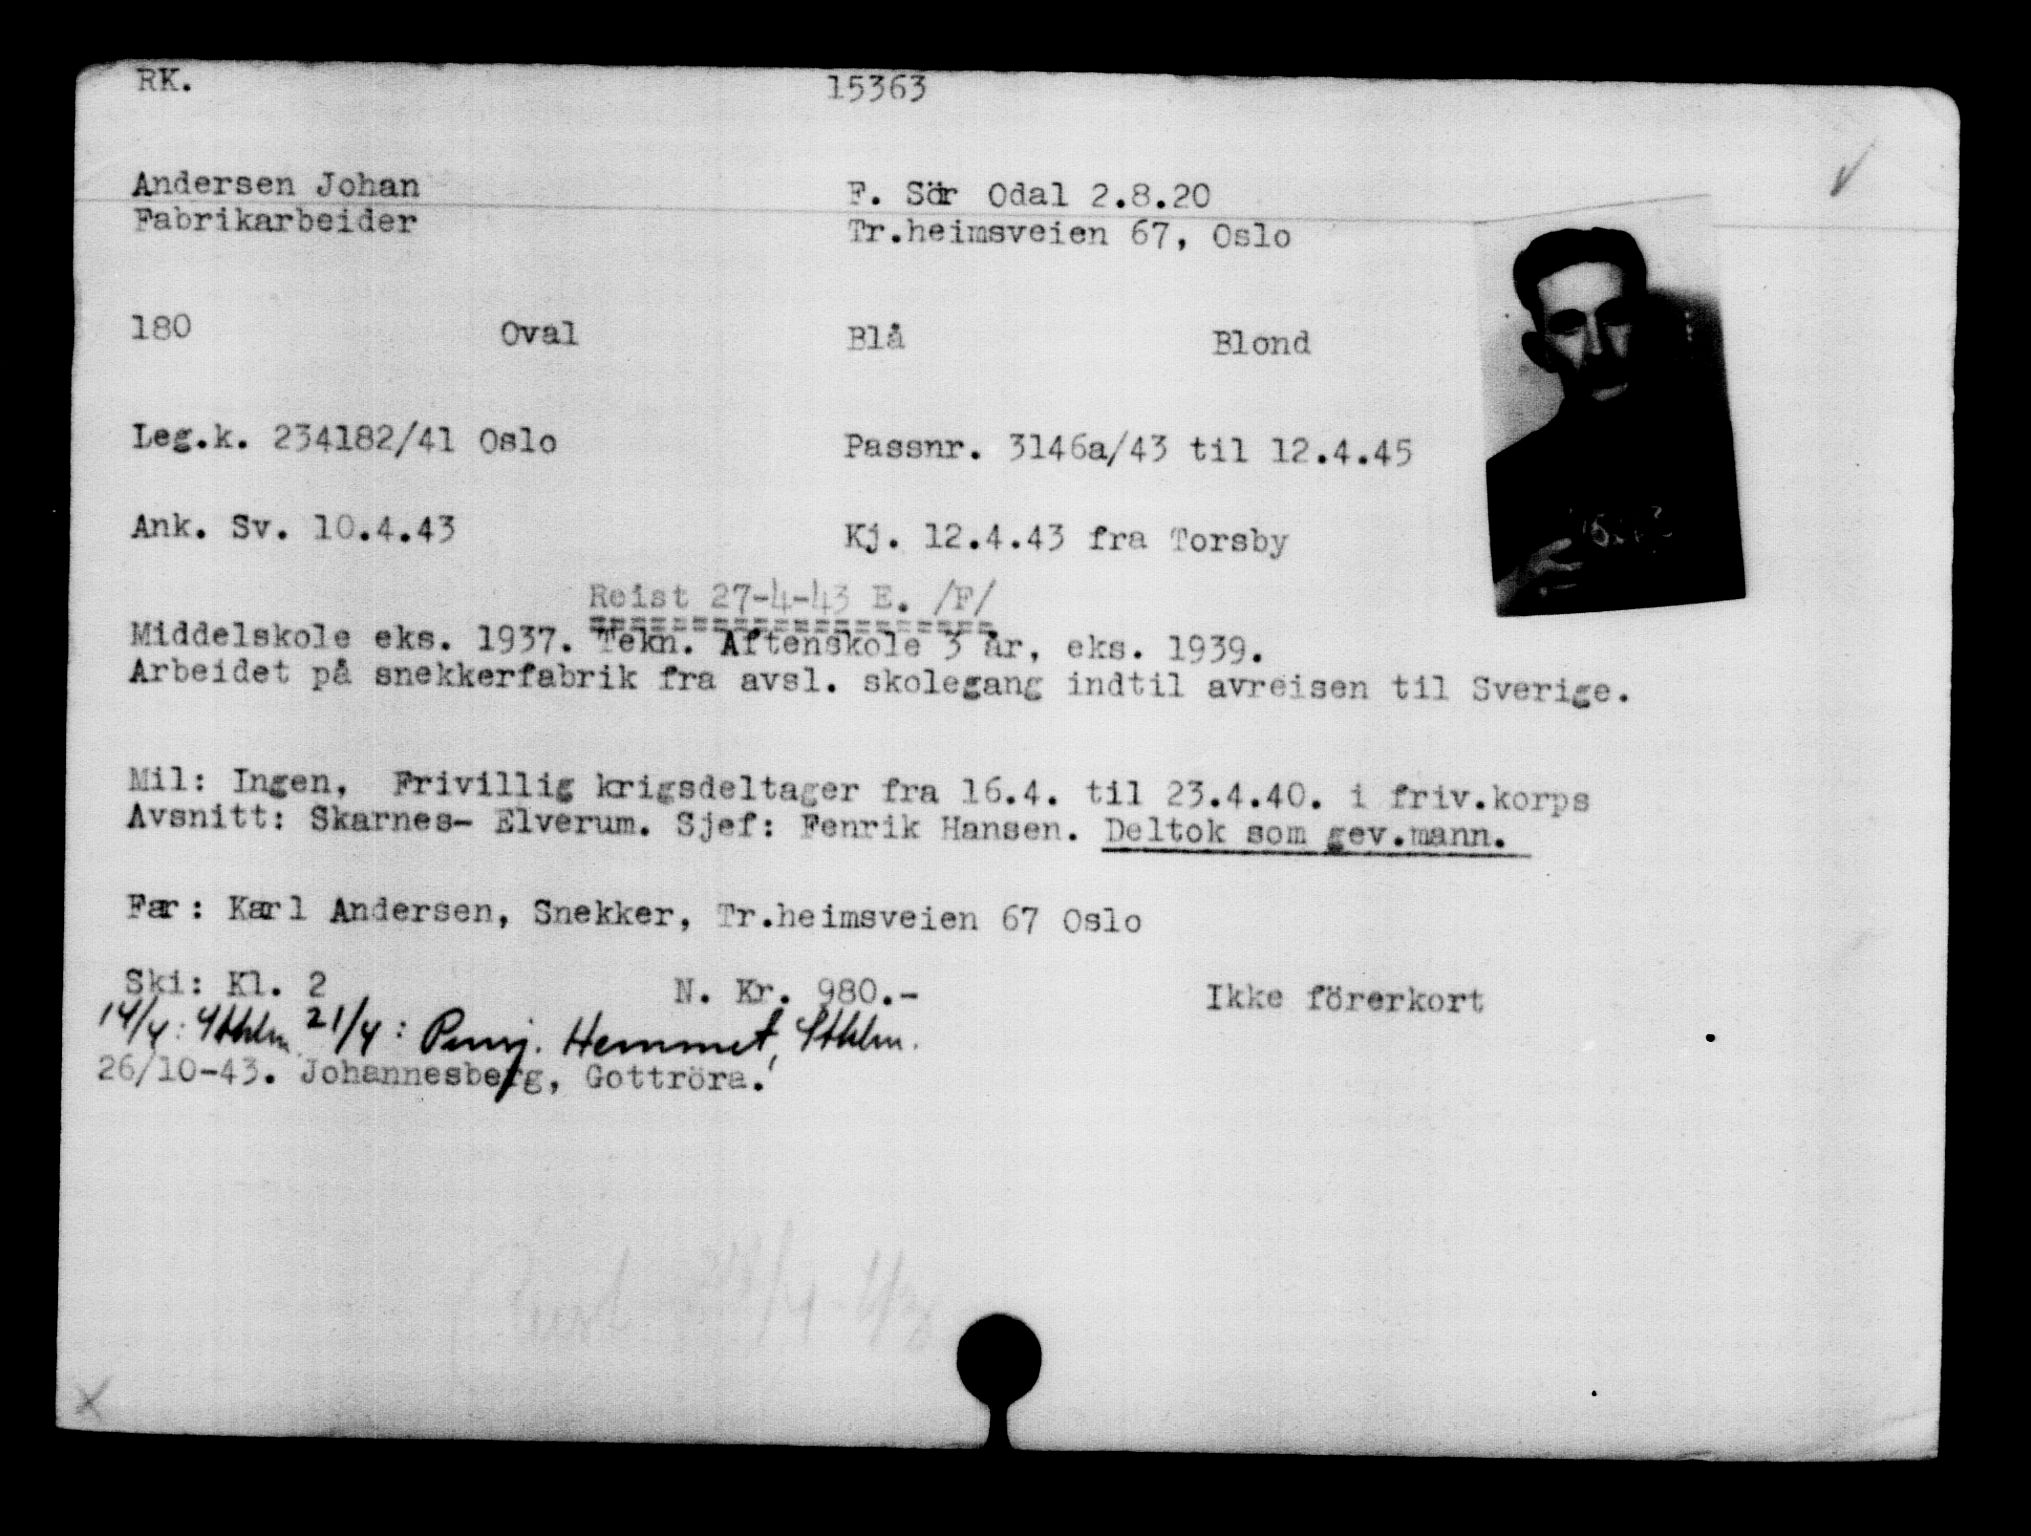 RK. 15363
Andersen Johan F. Sör Odal 2.8.20
Fabrikarbeider Tr.heimsveien 67, Oslo
180 Oval Blå Blond
Leg.k. 234182/41 Oslo Passnr. 3146a/43 til 12.4.45
Ank. Sv. 10.4.43 Kj. 12.4.43 fra Torsby
Reist 27-4-43 E. /F/
Middelskole eks. 1937. Tekn. Aftenskole 3 år, eks. 1939.
Arbeidet på snekkerfabrik fra avsl. skolegang indtil avreisen til Sverige.
Mil: Ingen, Frivillig krigsdeltager fra 16.4. til 23.4.40. i friv.korps
Avsnitt: Skarnes- Elverum. Sjef: Fenrik Hansen. Deltok som gev.mann.
Far: Karl Andersen, Snekker, Tr.heimsveien 67 Oslo
Ski: Kl. 2 N. Kr. 980.- Ikke förerkort
14/4: Sthlm. 21/4: Hemmet, Sthlm.
26/10-43. Johannesberg, Gottröra.